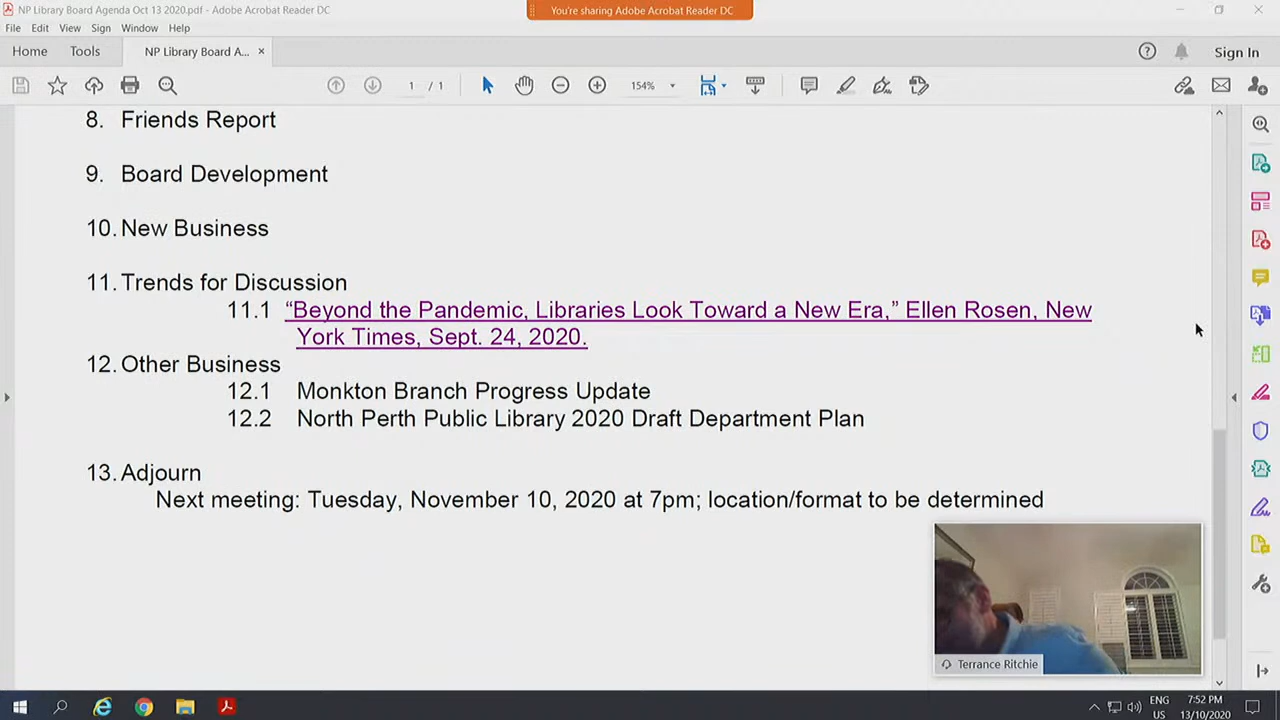 NP Library Board Agenda Oct 13 2020.pdf - Adobe Acrobat Reader DC
You're sharing Adobe Acrobat Reader DC
File Edit View Sign Window Help
Home Tools NP Library Board A... × Sign In
1 / 1 154%
8. Friends Report
9. Board Development
10. New Business
11. Trends for Discussion
11.1 “Beyond the Pandemic, Libraries Look Toward a New Era,” Ellen Rosen, New
York Times, Sept. 24, 2020.
12. Other Business
12.1 Monkton Branch Progress Update
12.2 North Perth Public Library 2020 Draft Department Plan
13. Adjourn
Next meeting: Tuesday, November 10, 2020 at 7pm; location/format to be determined
Terrance Ritchie
ENG
US
7:52 PM
13/10/2020